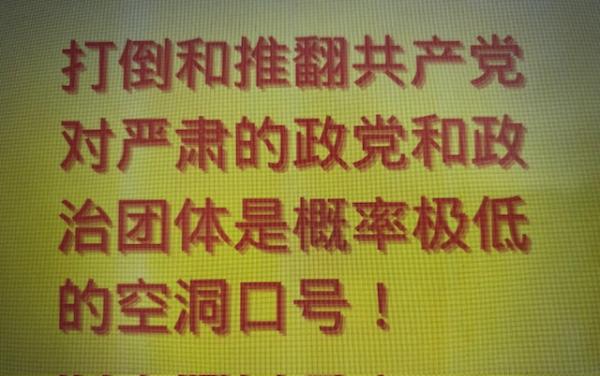 打倒和推翻共产党
对严肃的政党和政
治团体是概率极低
的空洞口号！